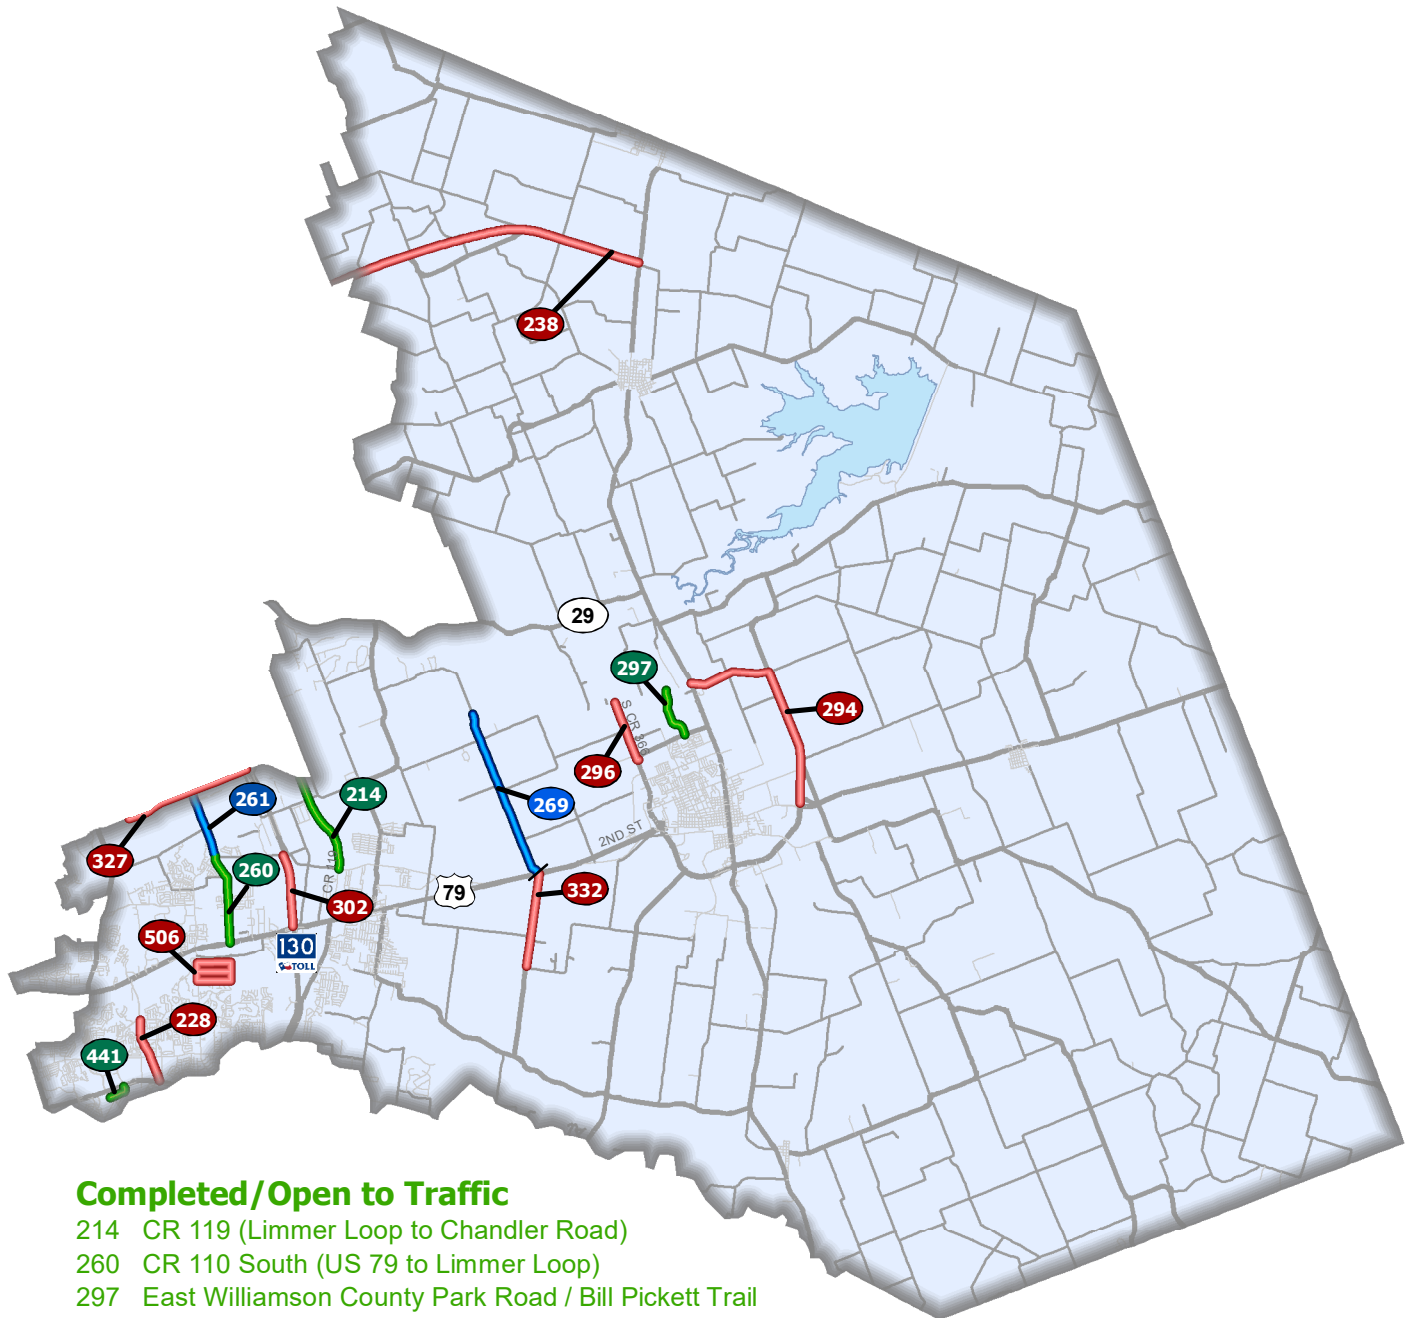 238
29
297
S CR 366
294
296
261
214
269
327
2ND ST
260
CR 119
79
332
302
506
130
TOLL
228
441
Completed/Open to Traffic
214 CR 119 (Limmer Loop to Chandler Road)
260 CR 110 South (US 79 to Limmer Loop)
297 East Williamson County Park Road / Bill Pickett Trail